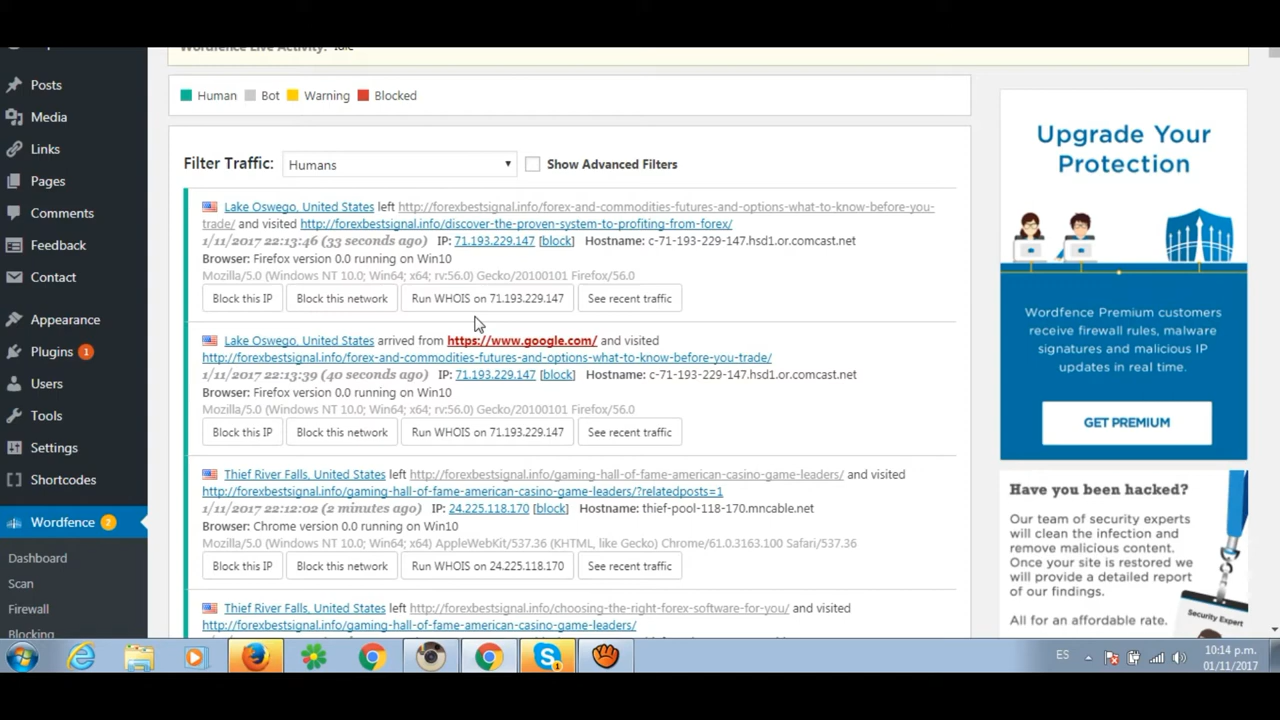 Wordfence Live Activity: Idle
Posts
Media
Links
Pages
Comments
Feedback
Contact
Appearance
Plugins 1
Users
Tools
Settings
Shortcodes
Wordfence 2
Dashboard
Scan
Firewall
Blocking
Human Bot Warning Blocked
Filter Traffic: Humans Show Advanced Filters
Lake Oswego, United States left http://forexbestsignal.info/forex-and-commodities-futures-and-options-what-to-know-before-you-
trade/ and visited http://forexbestsignal.info/discover-the-proven-system-to-profiting-from-forex/
1/11/2017 22:13:46 (33 seconds ago) IP: 71.193.229.147 [block] Hostname: c-71-193-229-147.hsd1.or.comcast.net
Browser: Firefox version 0.0 running on Win10
Mozilla/5.0 (Windows NT 10.0; Win64; x64; rv:56.0) Gecko/20100101 Firefox/56.0
Block this IP Block this network Run WHOIS on 71.193.229.147 See recent traffic
Lake Oswego, United States arrived from https://www.google.com/ and visited
http://forexbestsignal.info/forex-and-commodities-futures-and-options-what-to-know-before-you-trade/
1/11/2017 22:13:39 (40 seconds ago) IP: 71.193.229.147 [block] Hostname: c-71-193-229-147.hsd1.or.comcast.net
Browser: Firefox version 0.0 running on Win10
Mozilla/5.0 (Windows NT 10.0; Win64; x64; rv:56.0) Gecko/20100101 Firefox/56.0
Block this IP Block this network Run WHOIS on 71.193.229.147 See recent traffic
Thief River Falls, United States left http://forexbestsignal.info/gaming-hall-of-fame-american-casino-game-leaders/ and visited
http://forexbestsignal.info/gaming-hall-of-fame-american-casino-game-leaders/?relatedposts=1
1/11/2017 22:12:02 (2 minutes ago) IP: 24.225.118.170 [block] Hostname: thief-pool-118-170.mncable.net
Browser: Chrome version 0.0 running on Win10
Mozilla/5.0 (Windows NT 10.0; Win64; x64) AppleWebKit/537.36 (KHTML, like Gecko) Chrome/61.0.3163.100 Safari/537.36
Block this IP Block this network Run WHOIS on 24.225.118.170 See recent traffic
Thief River Falls, United States left http://forexbestsignal.info/choosing-the-right-forex-software-for-you/ and visited
http://forexbestsignal.info/gaming-hall-of-fame-american-casino-game-leaders/
Upgrade Your
Protection
Wordfence Premium customers
receive firewall rules, malware
signatures and malicious IP
updates in real time.
GET PREMIUM
Have you been hacked?
Our team of security experts
will clean the infection and
remove malicious content.
Once your site is restored we
will provide a detailed report
of our findings.
All for an affordable rate.
Security Expert
ES
10:14 p.m.
01/11/2017